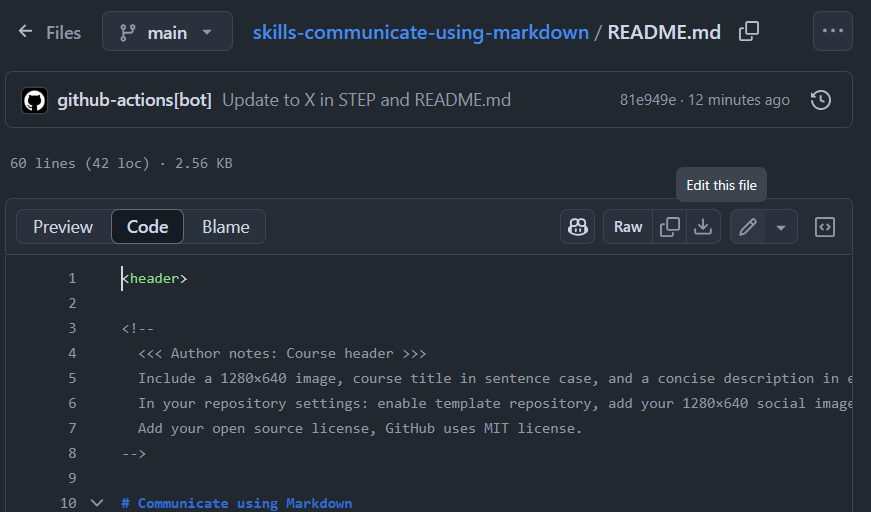 Files main skills-communicate-using-markdown / README.md
github-actions[bot] Update to X in STEP and README.md 81e949e · 12 minutes ago
60 lines (42 loc) · 2.56 KB
Edit this file
Preview Code Blame Raw
1 <header>
2
3 <!--
4 <<< Author notes: Course header >>>
5 Include a 1280×640 image, course title in sentence case, and a concise description in
6 In your repository settings: enable template repository, add your 1280×640 social image
7 Add your open source license, GitHub uses MIT license.
8 -->
9
10 # Communicate using Markdown